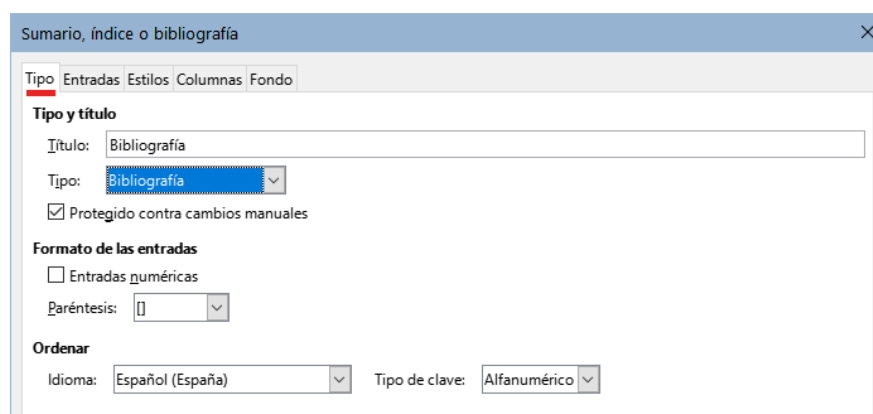 Sumario, índice o bibliografía
Tipo Entradas Estilos Columnas Fondo
Tipo y título
Título: Bibliografía
Tipo: Bibliografía
Protegido contra cambios manuales
Formato de las entradas
Entradas numéricas
Paréntesis: []
Ordenar
Idioma: Español (España) Tipo de clave: Alfanumérico